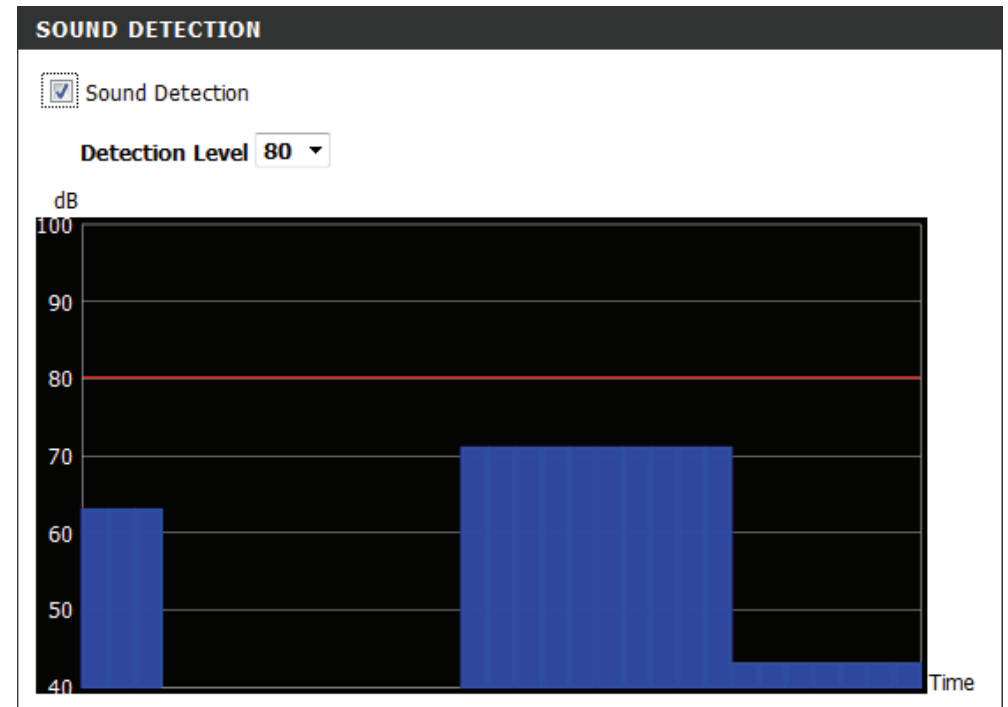 SOUND DETECTION
Sound Detection
Detection Level 80
dB
100
90
80
70
60
50
40
Time